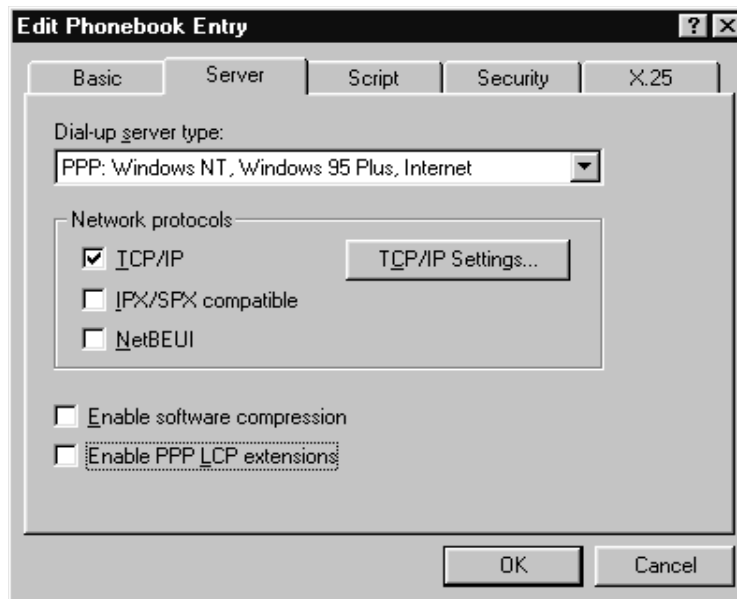 Edit Phonebook Entry
Basic Server Script Security X.25
Dial-up server type:
PPP: Windows NT, Windows 95 Plus, Internet
Network protocols
TCP/IP TCP/IP Settings...
IPX/SPX compatible
NetBEUI
Enable software compression
Enable PPP LCP extensions
OK Cancel